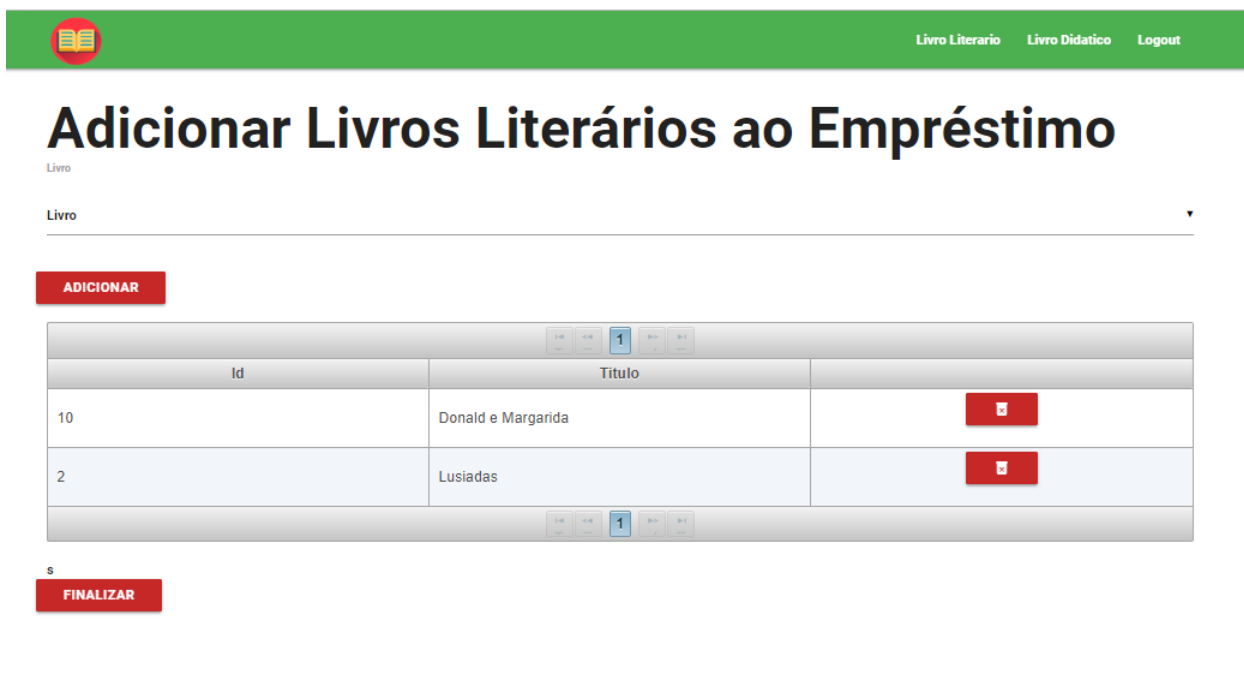 Livro Literario Livro Didatico Logout
Adicionar Livros Literários ao Empréstimo
Livro
Livro
ADICIONAR
1
Id Titulo
10 Donald e Margarida
2 Lusiadas
1
s
FINALIZAR